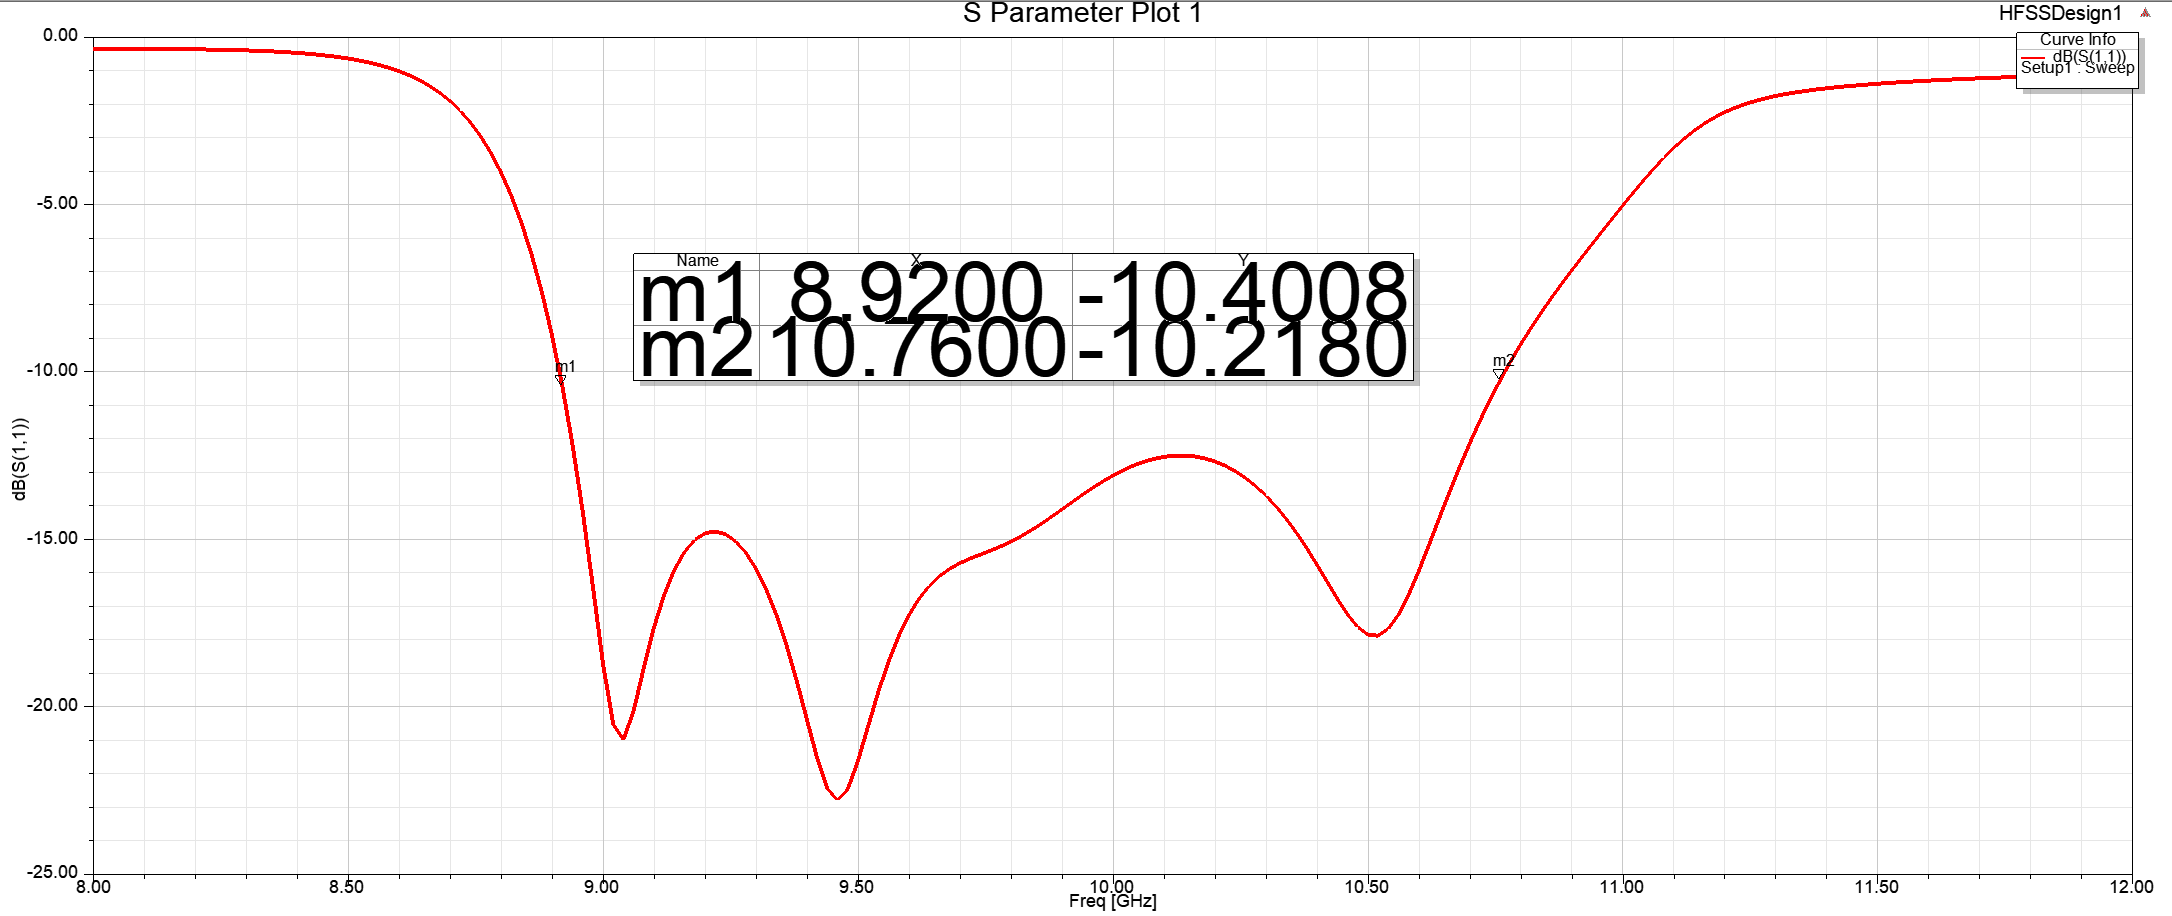 S Parameter Plot 1
HFSSDesign1
Curve Info
dB(S(1,1))
Setup1 : Sweep
0.00
-5.00
-10.00
-15.00
-20.00
-25.00
dB(S(1,1))
Name X Y
m1 8.9200 -10.4008
m2 10.7600 -10.2180
m1
m2
8.00 8.50 9.00 9.50 10.00 10.50 11.00 11.50 12.00
Freq [GHz]